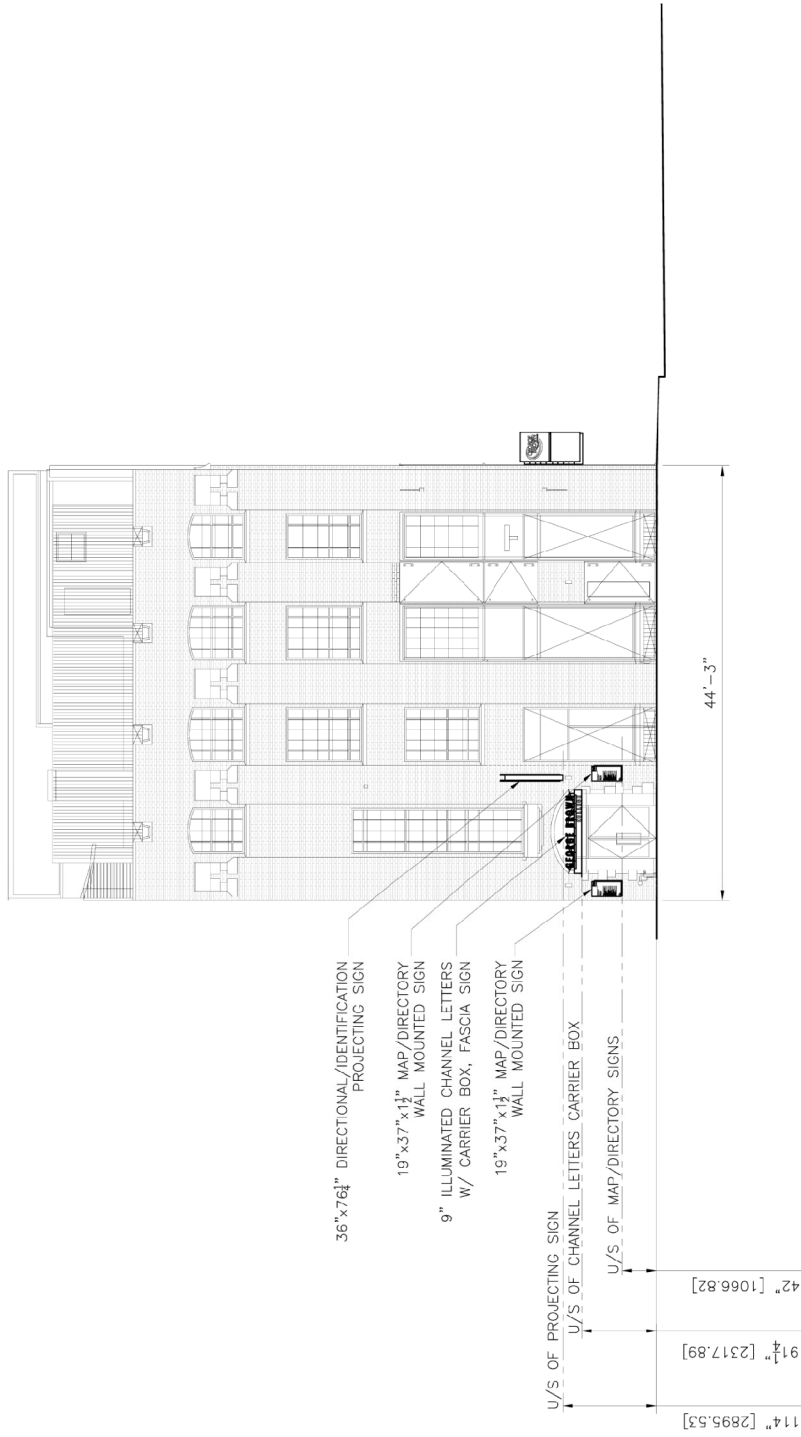 36"x76¼" DIRECTIONAL/IDENTIFICATION
PROJECTING SIGN
19"x37"x1½" MAP/DIRECTORY
WALL MOUNTED SIGN
9" ILLUMINATED CHANNEL LETTERS
W/ CARRIER BOX, FASCIA SIGN
19"x37"x1½" MAP/DIRECTORY
WALL MOUNTED SIGN
U/S OF PROJECTING SIGN
U/S OF CHANNEL LETTERS CARRIER BOX
U/S OF MAP/DIRECTORY SIGNS
114" [2895.53]
91¼" [2317.89]
42" [1066.82]
GEORGE BROWN
COLLEGE
44'-3"